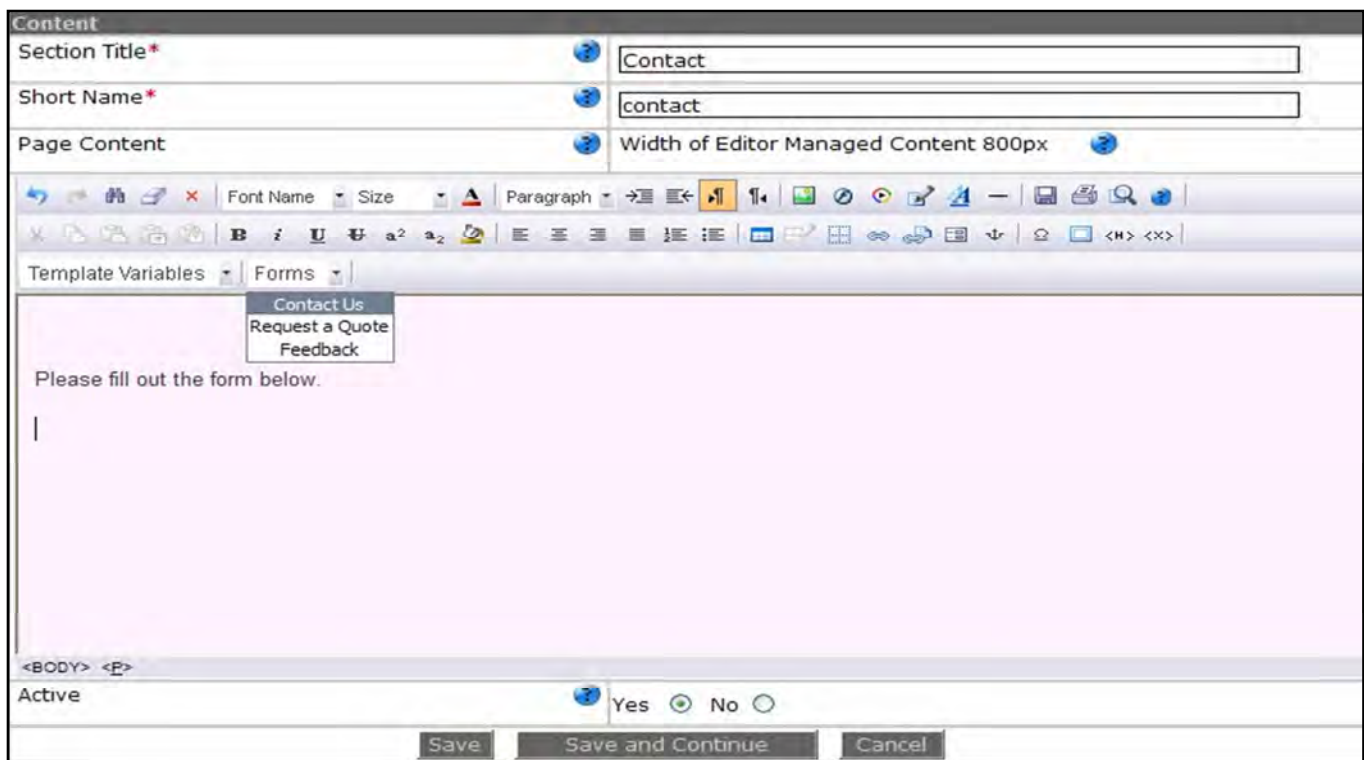 Content
Section Title* ? Contact
Short Name* ? contact
Page Content ? Width of Editor Managed Content 800px ?
Font Name Size A Paragraph ¶ ¶ A ?
B i U U a² a₂ Ω <H> <X>
Template Variables Forms
Contact Us
Request a Quote
Feedback
Please fill out the form below.
<BODY> <P>
Active ? Yes No
Save Save and Continue Cancel